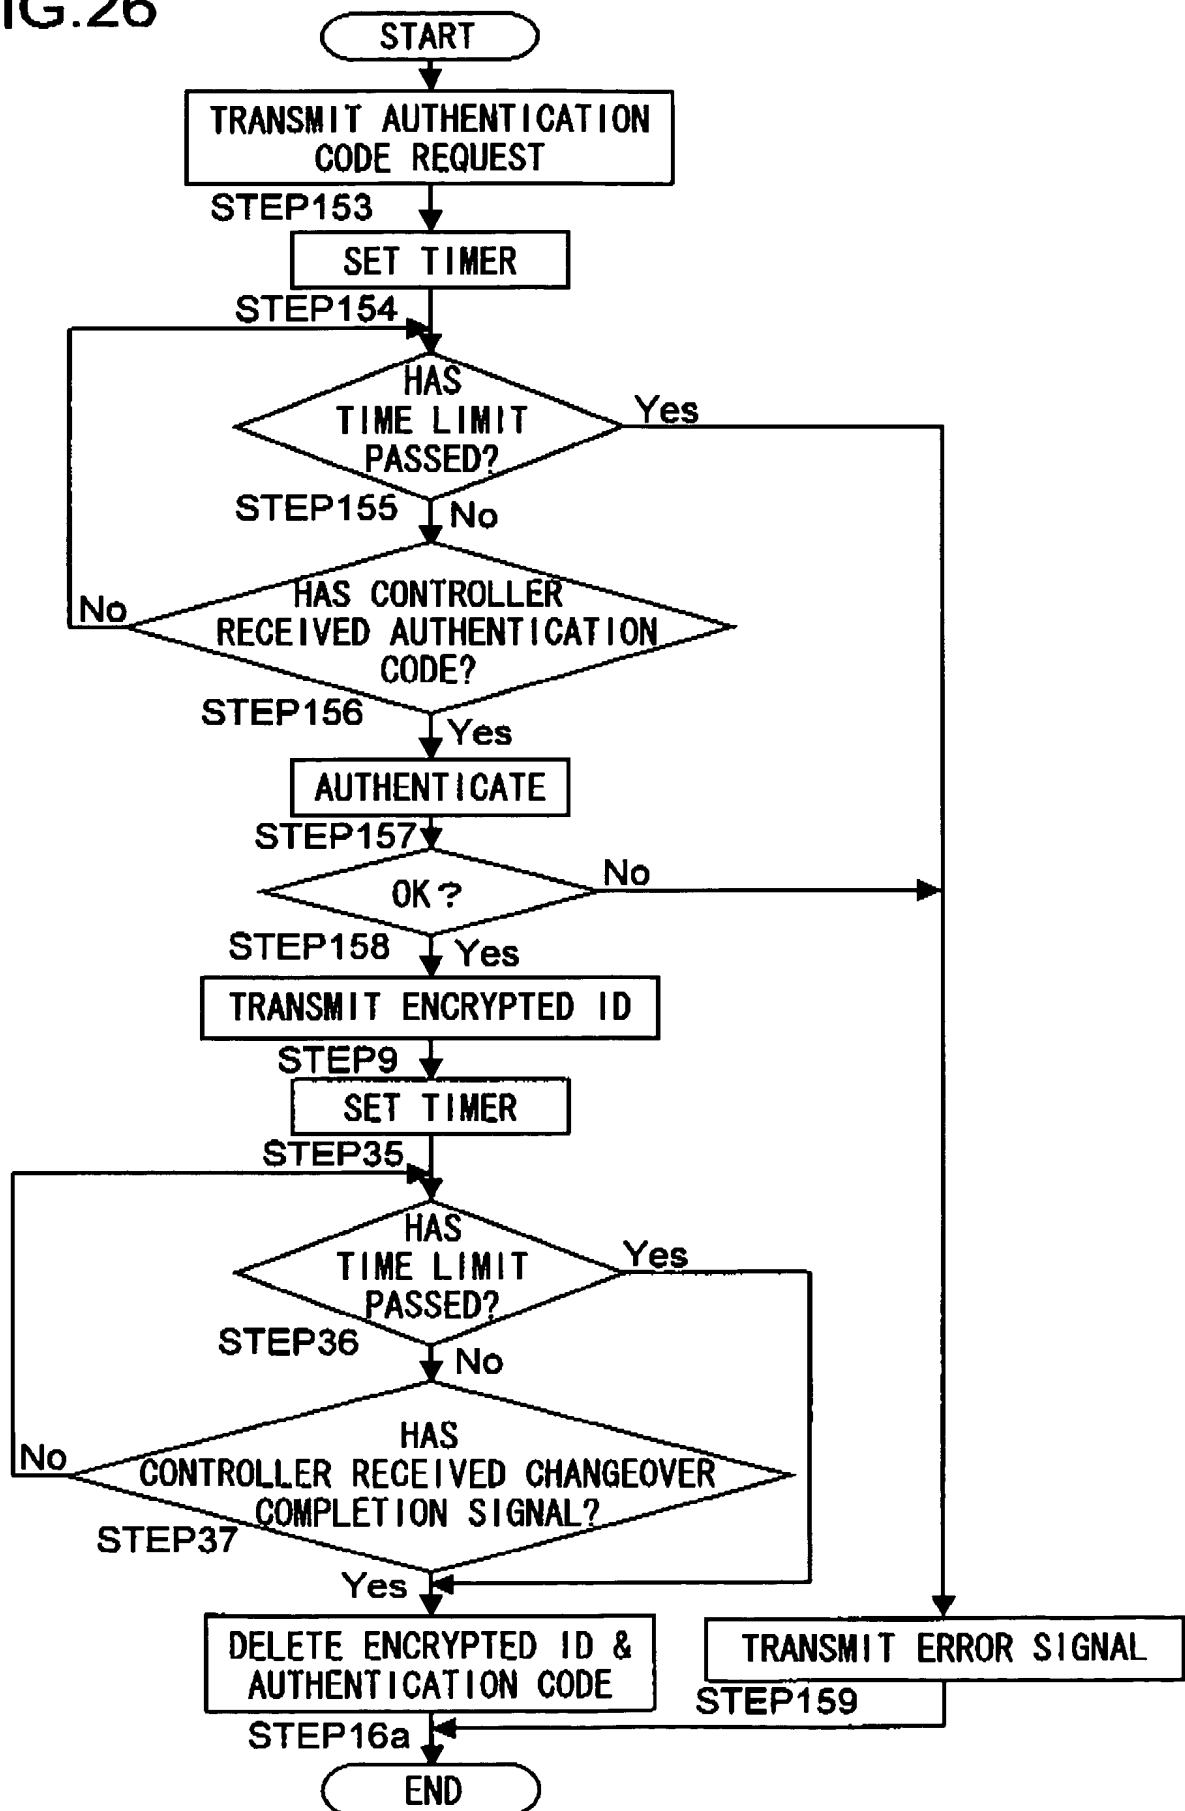 IG.26
START
TRANSMIT AUTHENTICATION
CODE REQUEST
STEP153
SET TIMER
STEP154
HAS
TIME LIMIT
PASSED?
Yes
STEP155
No
HAS CONTROLLER
RECEIVED AUTHENTICATION
CODE?
No
STEP156
Yes
AUTHENTICATE
STEP157
OK?
No
STEP158
Yes
TRANSMIT ENCRYPTED ID
STEP9
SET TIMER
STEP35
HAS
TIME LIMIT
PASSED?
Yes
STEP36
No
HAS
CONTROLLER RECEIVED CHANGEOVER
COMPLETION SIGNAL?
No
STEP37
Yes
DELETE ENCRYPTED ID &
AUTHENTICATION CODE
TRANSMIT ERROR SIGNAL
STEP159
STEP16a
END